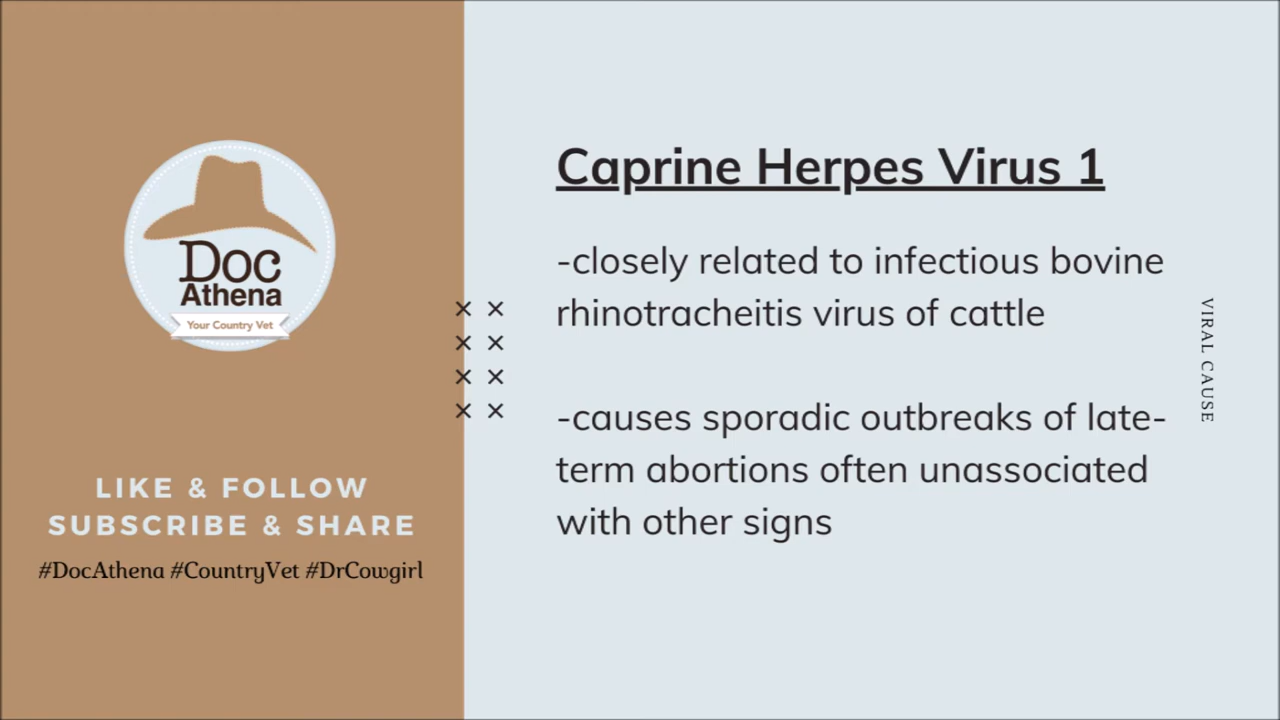 Doc
Athena
Your Country Vet
LIKE & FOLLOW
SUBSCRIBE & SHARE
#DocAthena #CountryVet #DrCowgirl
Caprine Herpes Virus 1
-closely related to infectious bovine
rhinotracheitis virus of cattle
-causes sporadic outbreaks of late-
term abortions often unassociated
with other signs
VIRAL CAUSE